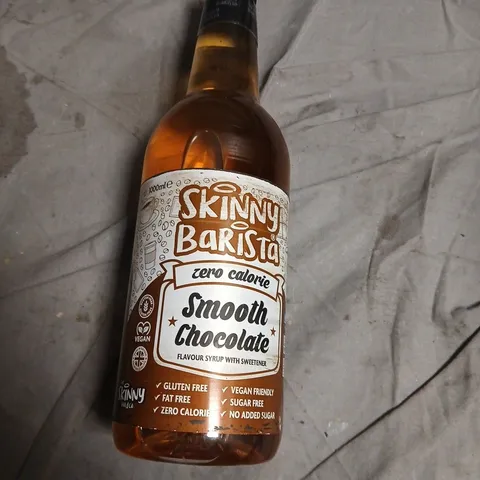 1000ml e
SKINNY
BARISTA
zero calorie
Smooth
Chocolate
FLAVOUR SYRUP WITH SWEETENER
VEGAN
✓ GLUTEN FREE ✓ VEGAN FRIENDLY
✓ FAT FREE ✓ SUGAR FREE
✓ ZERO CALORIE ✓ NO ADDED SUGAR
SKINNY